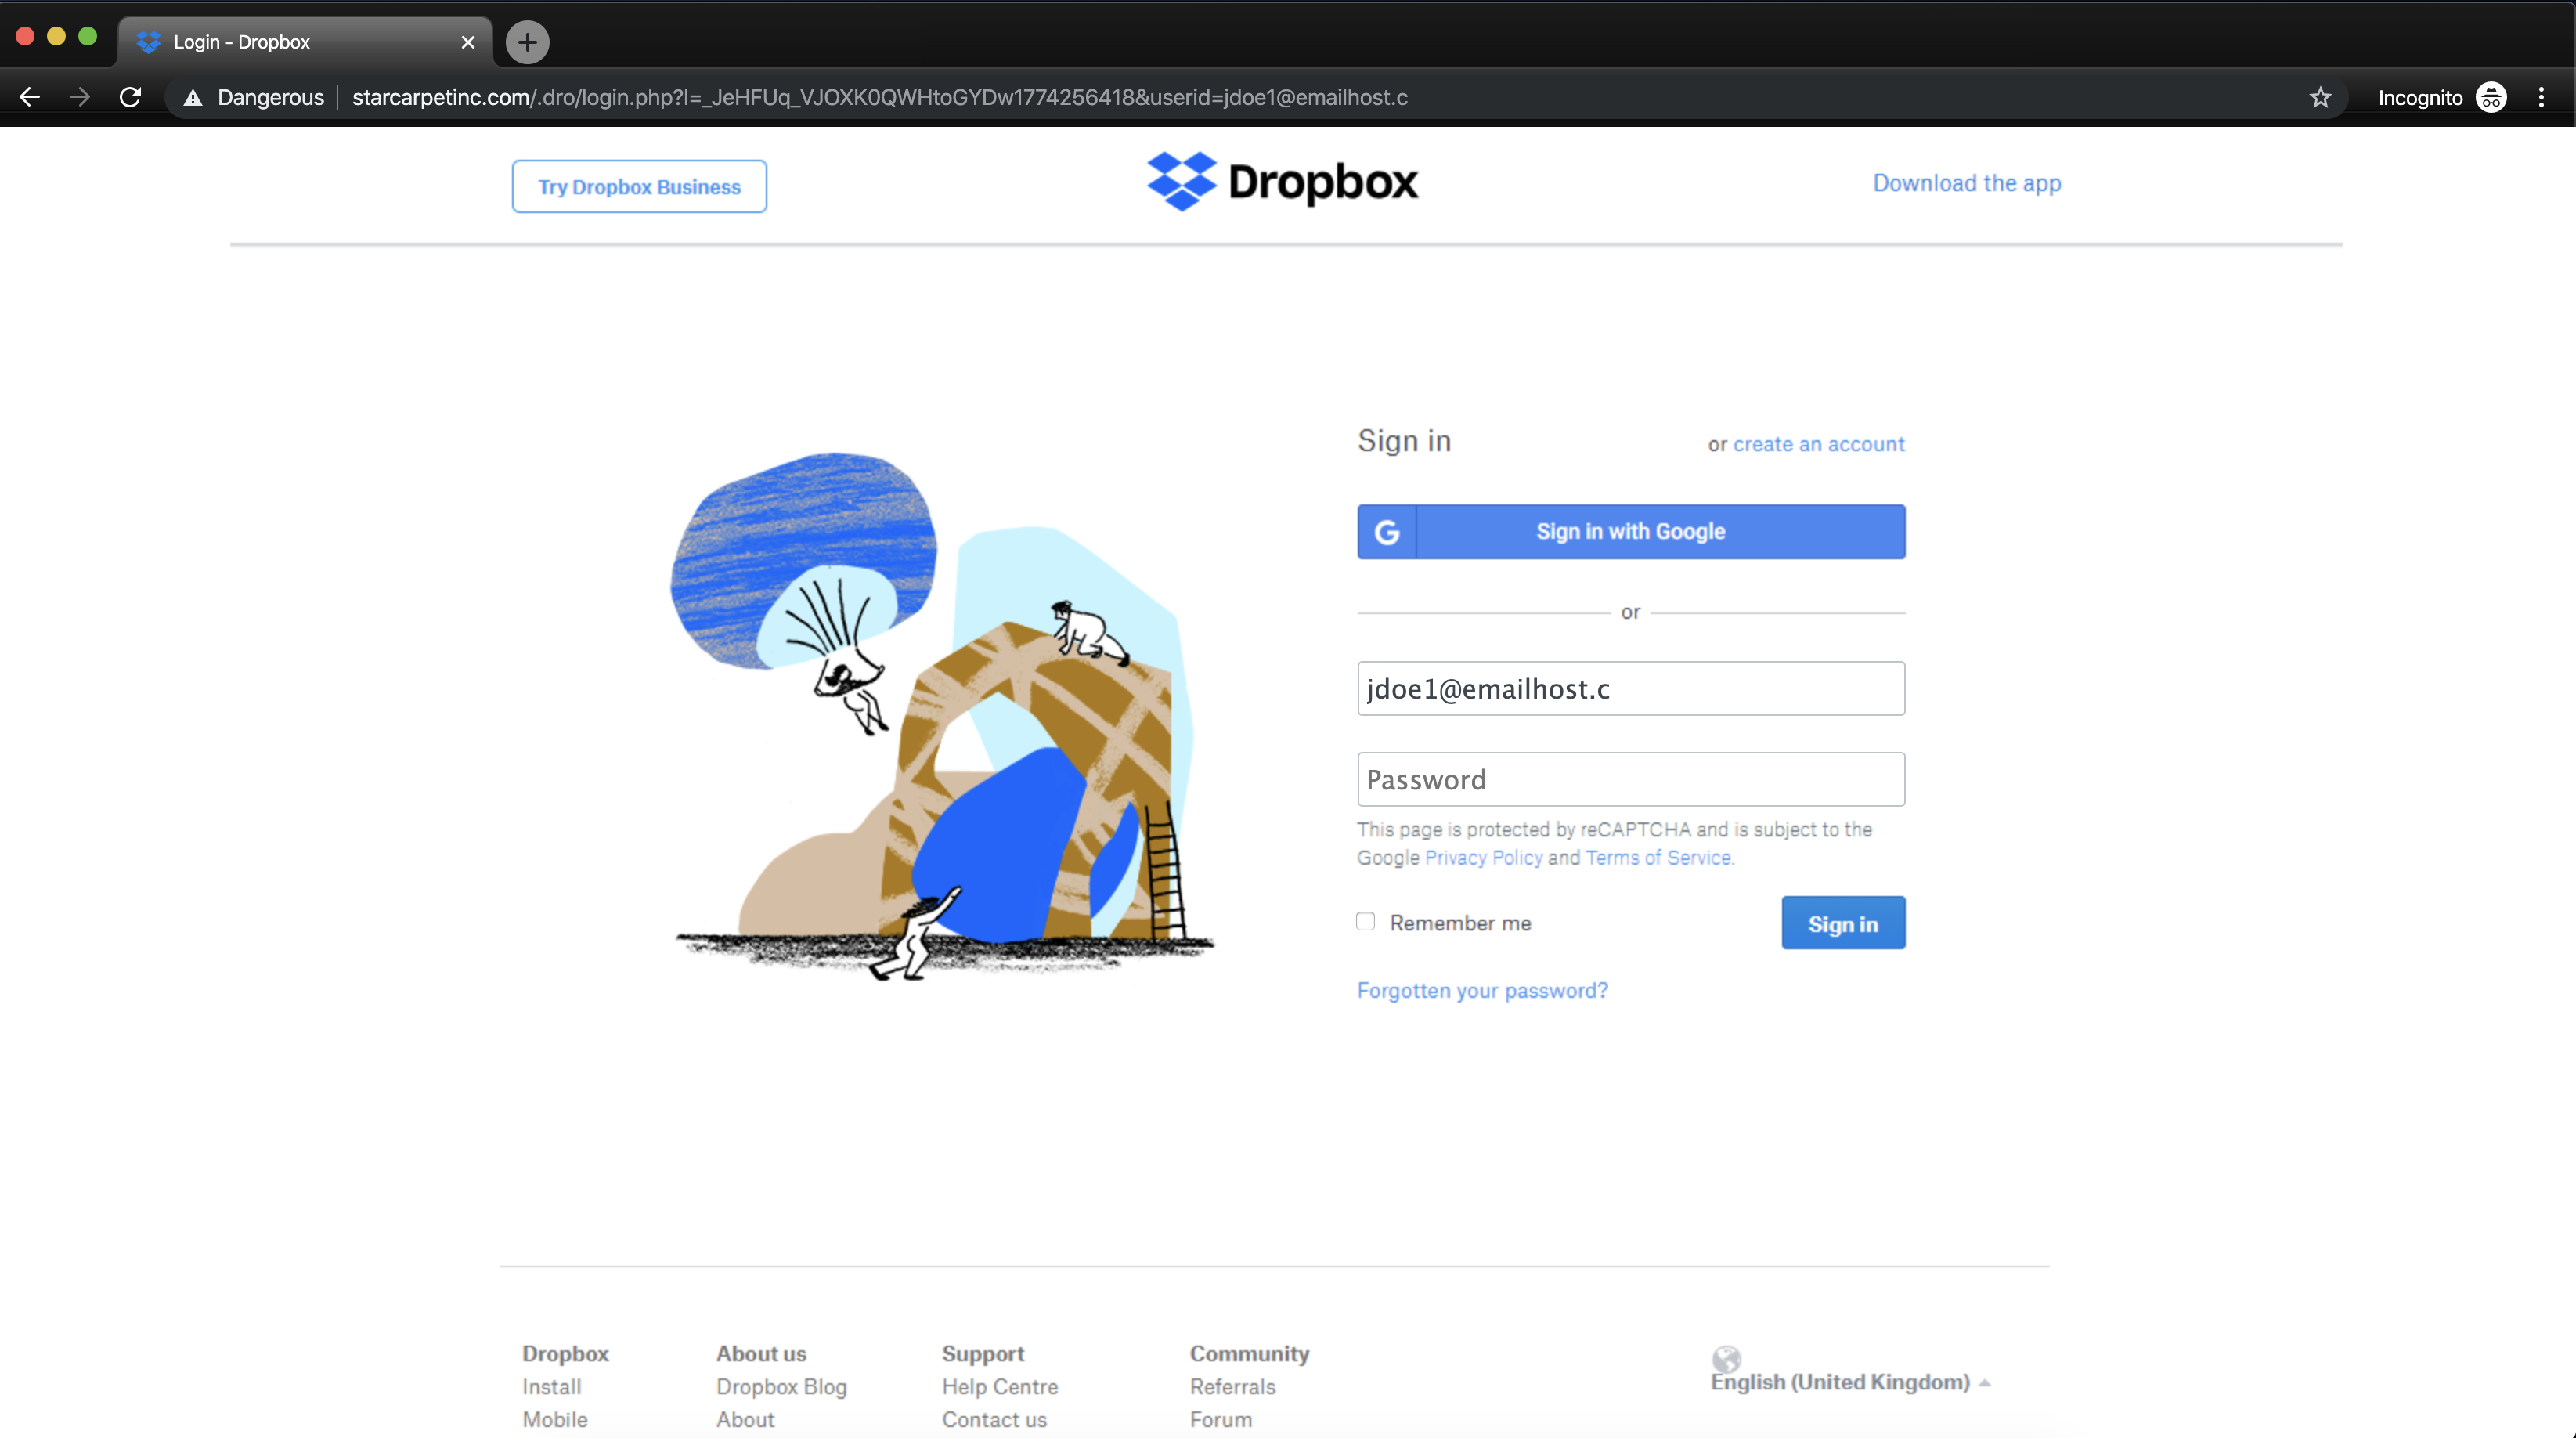 Login - Dropbox
Dangerous starcarpetinc.com/.dro/login.php?l=_JeHFUq_VJOXK0QWHtoGYDw1774256418&userid=jdoe1@emailhost.c
Incognito
Try Dropbox Business
Dropbox
Download the app
Sign in
or create an account
G Sign in with Google
or
jdoe1@emailhost.c
Password
This page is protected by reCAPTCHA and is subject to the
Google Privacy Policy and Terms of Service.
Remember me
Sign in
Forgotten your password?
Dropbox
Install
Mobile
About us
Dropbox Blog
About
Support
Help Centre
Contact us
Community
Referrals
Forum
English (United Kingdom)